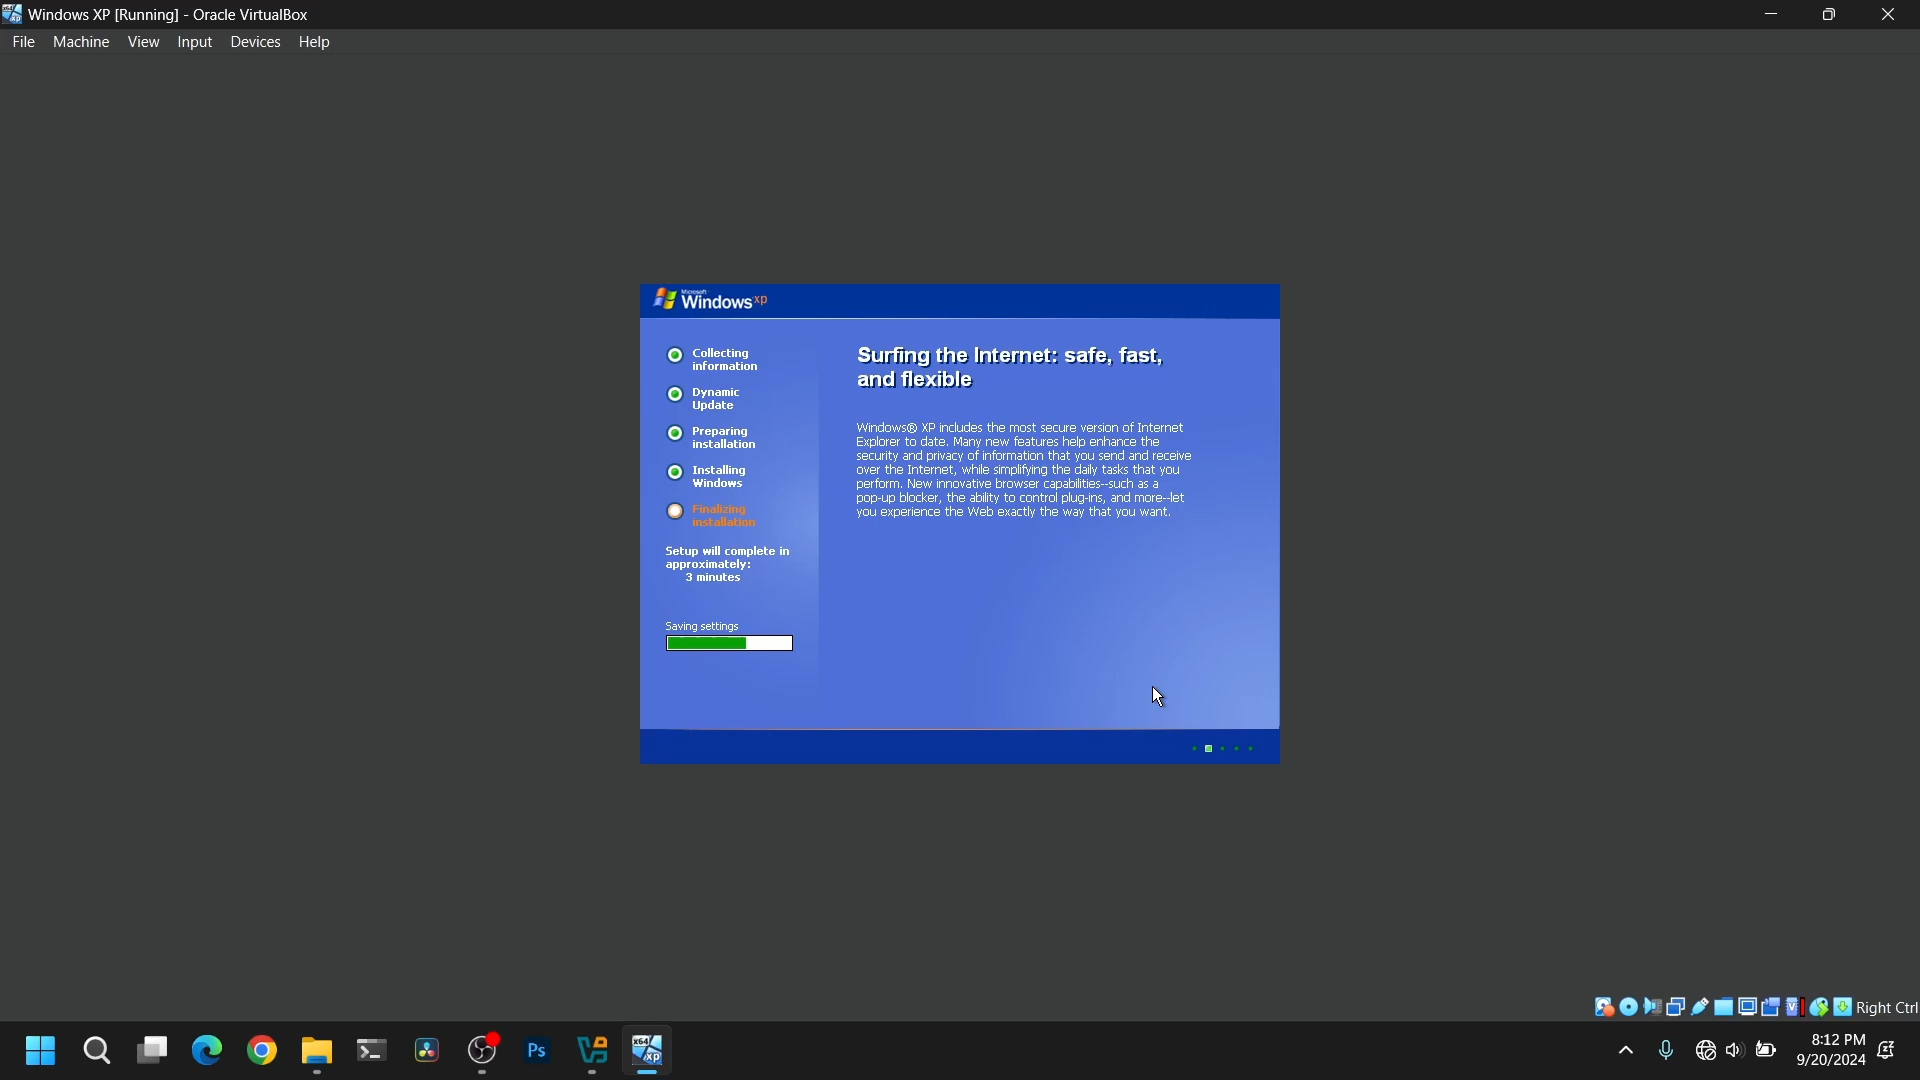 Windows XP [Running] - Oracle VirtualBox
File Machine View Input Devices Help
Microsoft
Windows xp
Collecting
information
Dynamic
Update
Preparing
installation
Installing
Windows
Finalizing
installation
Setup will complete in
approximately:
3 minutes
Saving settings
Surfing the Internet: safe, fast,
and flexible
Windows® XP includes the most secure version of Internet
Explorer to date. Many new features help enhance the
security and privacy of information that you send and receive
over the Internet, while simplifying the daily tasks that you
perform. New innovative browser capabilities--such as a
pop-up blocker, the ability to control plug-ins, and more--let
you experience the Web exactly the way that you want.
Right Ctrl
Ps
x64
xp
8:12 PM
9/20/2024